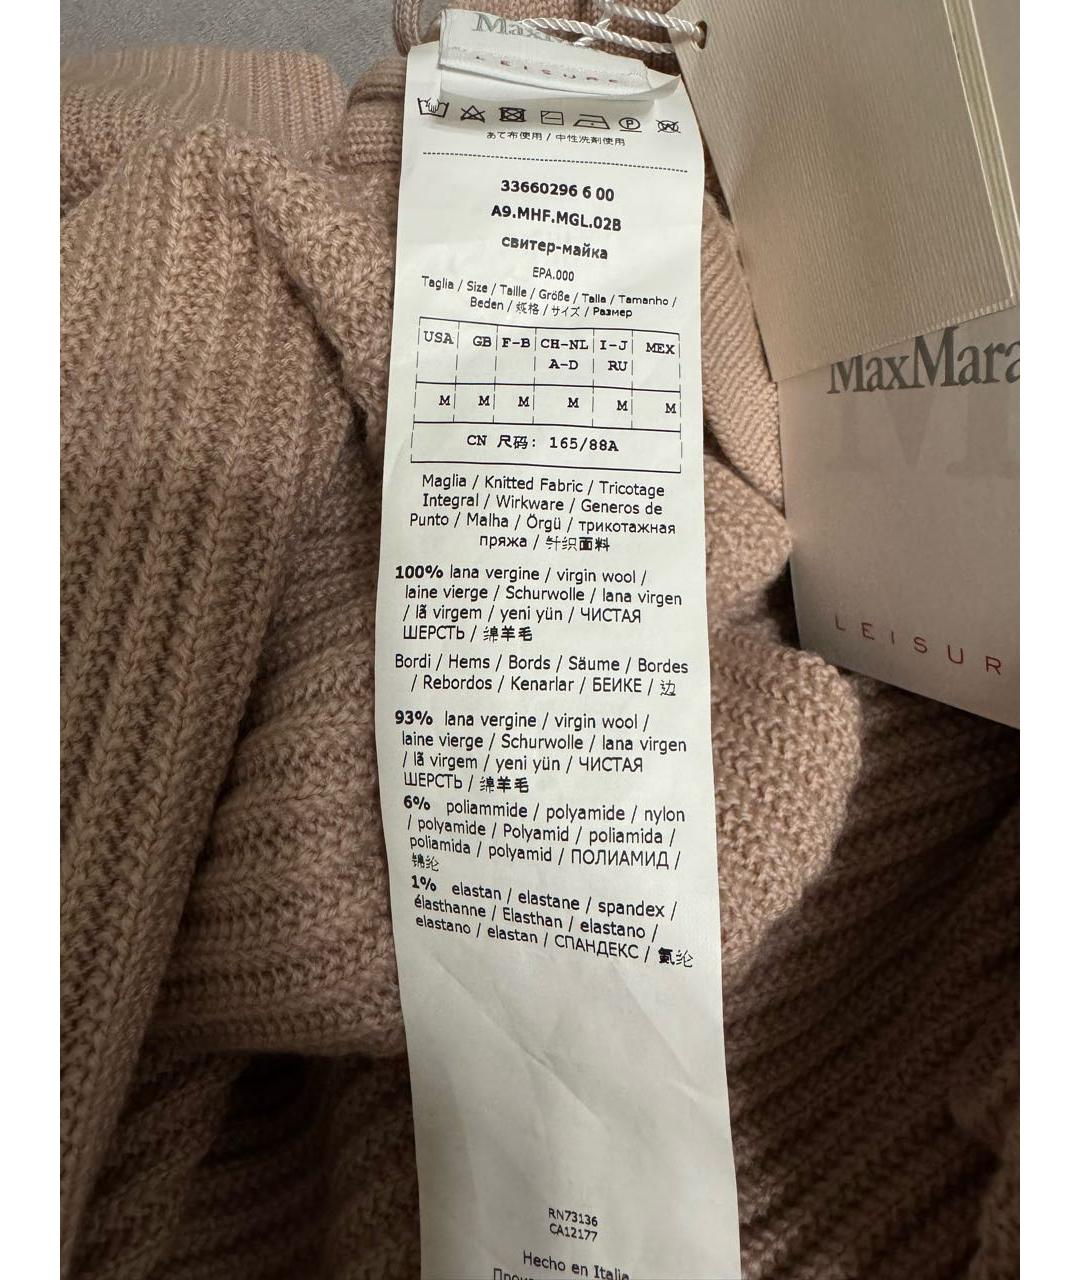 MaxMara
LEISURE
あて布使用 / 中性洗剤使用
33660296 6 00
A9.MHF.MGL.02B
свитер-майка
EPA.000
Taglia / Size / Taille / Größe / Talla / Tamanho /
Beden / 规格 / サイズ / Размер
USA GB F-B CH-NL I-J MEX
A-D RU
M M M M M M
CN 尺码: 165/88A
Maglia / Knitted Fabric / Tricotage
Integral / Wirkware / Generos de
Punto / Malha / Örgü / трикотажная
пряжа / 针织面料
100% lana vergine / virgin wool /
laine vierge / Schurwolle / lana virgen
/ lã virgem / yeni yün / ЧИСТАЯ
ШЕРСТЬ / 绵羊毛
Bordi / Hems / Bords / Säume / Bordes
/ Rebordos / Kenarlar / БЕЙКЕ / 边
93% lana vergine / virgin wool /
laine vierge / Schurwolle / lana virgen
/ lã virgem / yeni yün / ЧИСТАЯ
ШЕРСТЬ / 绵羊毛
6% poliammide / polyamide / nylon
/ polyamide / Polyamid / poliamida /
poliamida / polyamid / ПОЛИАМИД /
锦纶
1% elastan / elastane / spandex /
élasthanne / Elasthan / elastano /
elastano / elastan / СПАНДЕКС / 氨纶
RN73136
CA12177
Hecho en Italia
MaxMara
LEISUR